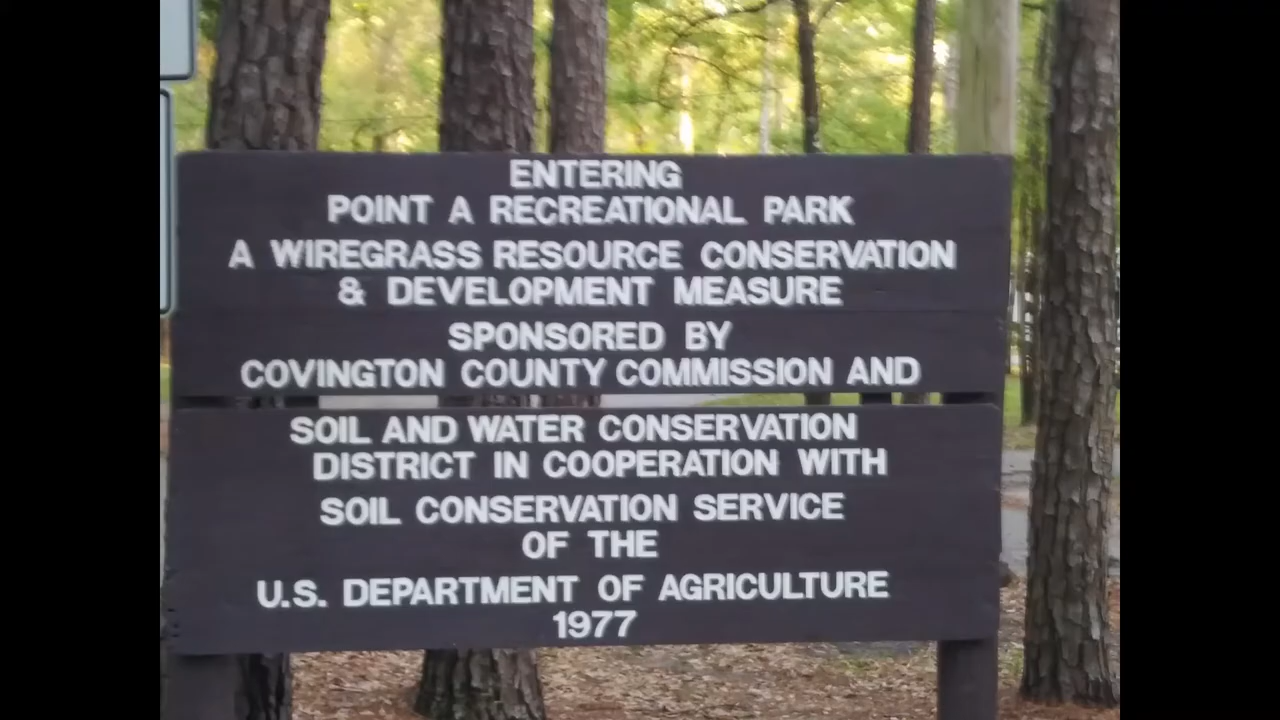 ENTERING
POINT A RECREATIONAL PARK
A WIREGRASS RESOURCE CONSERVATION
& DEVELOPMENT MEASURE
SPONSORED BY
COVINGTON COUNTY COMMISSION AND
SOIL AND WATER CONSERVATION
DISTRICT IN COOPERATION WITH
SOIL CONSERVATION SERVICE
OF THE
U.S. DEPARTMENT OF AGRICULTURE
1977